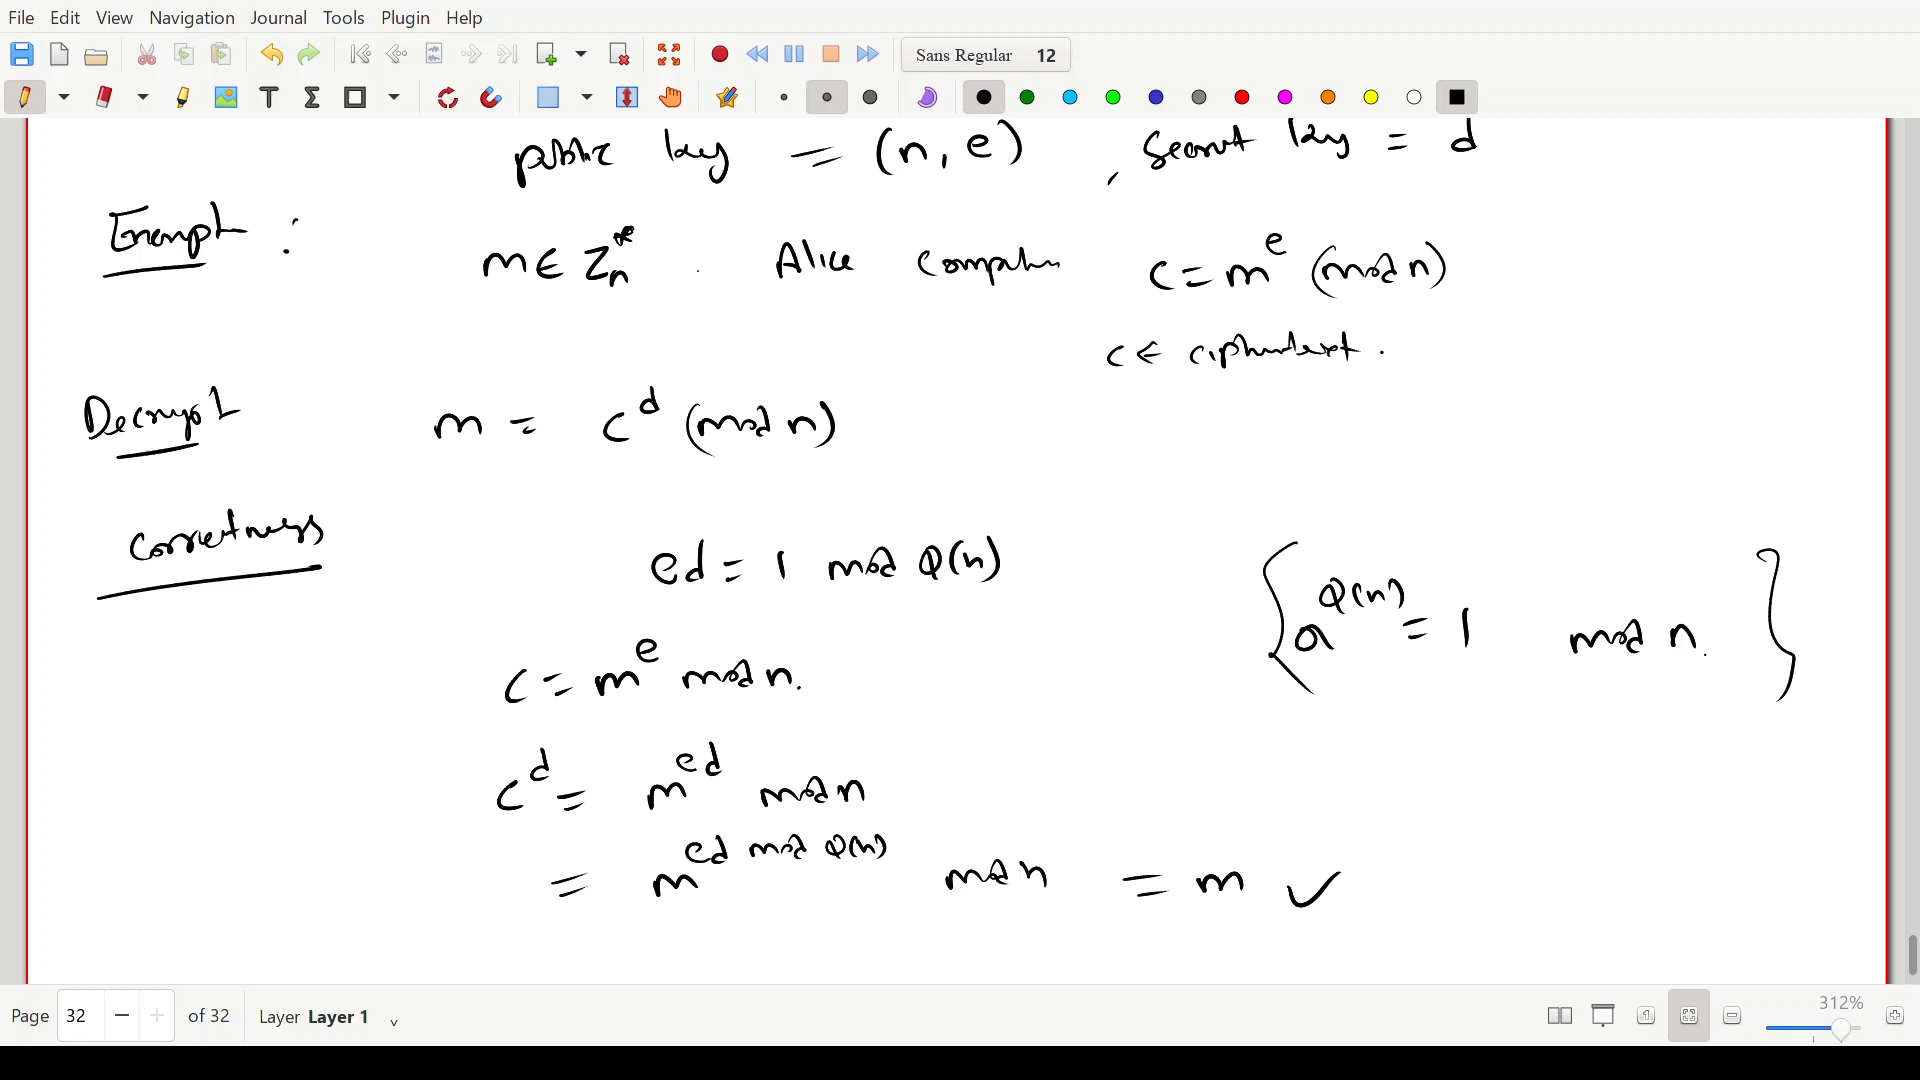 File Edit View Navigation Journal Tools Plugin Help
Sans Regular 12
public key = (n, e) , Secret key = d
Encrypt : m ∈ Z_n^* . Alice computes c = m^e (mod n)
c ← ciphertext .
Decrypt m = c^d (mod n)
Correctness
ed = 1 mod φ(n)
{ a^φ(n) = 1 mod n. }
c = m^e mod n.
c^d = m^ed mod n
= m^ed mod φ(n) mod n = m ✓
Page 32 of 32 Layer Layer 1 312%